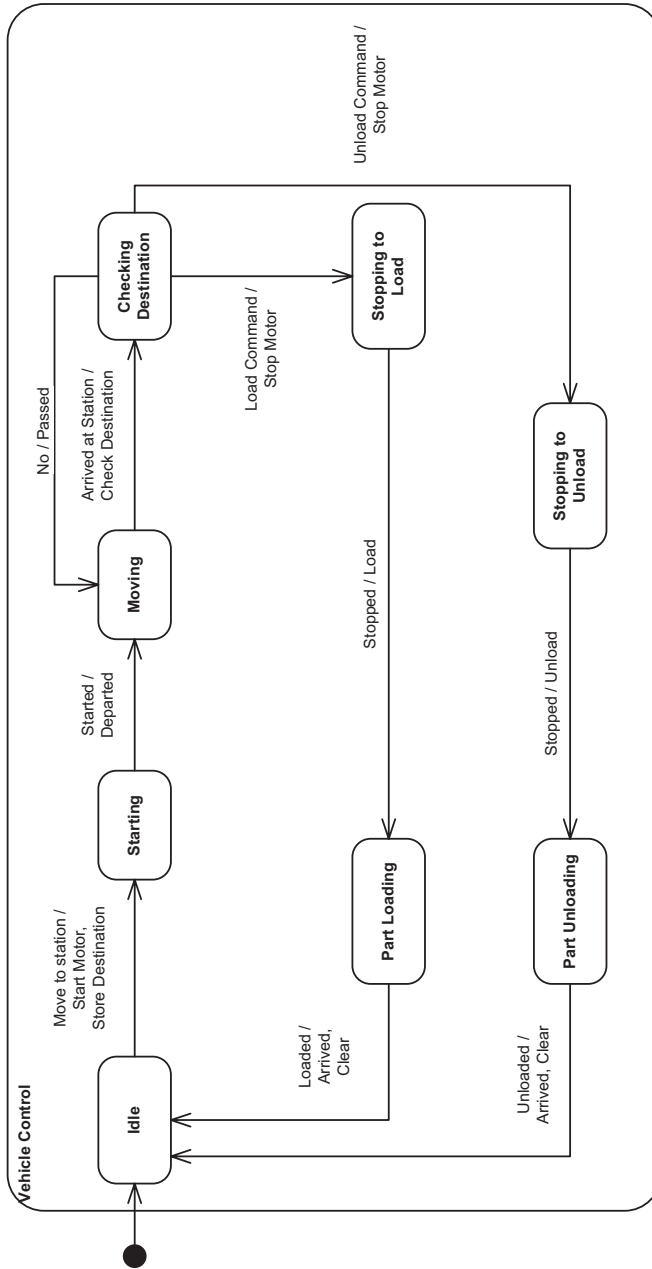 Vehicle Control
Idle
Move to station /
Start Motor,
Store Destination
Starting
Started /
Departed
Moving
No / Passed
Arrived at Station /
Check Destination
Checking
Destination
Load Command /
Stop Motor
Unload Command /
Stop Motor
Stopping to
Load
Stopped / Load
Part Loading
Loaded /
Arrived,
Clear
Stopping to
Unload
Stopped / Unload
Part Unloading
Unloaded /
Arrived, Clear